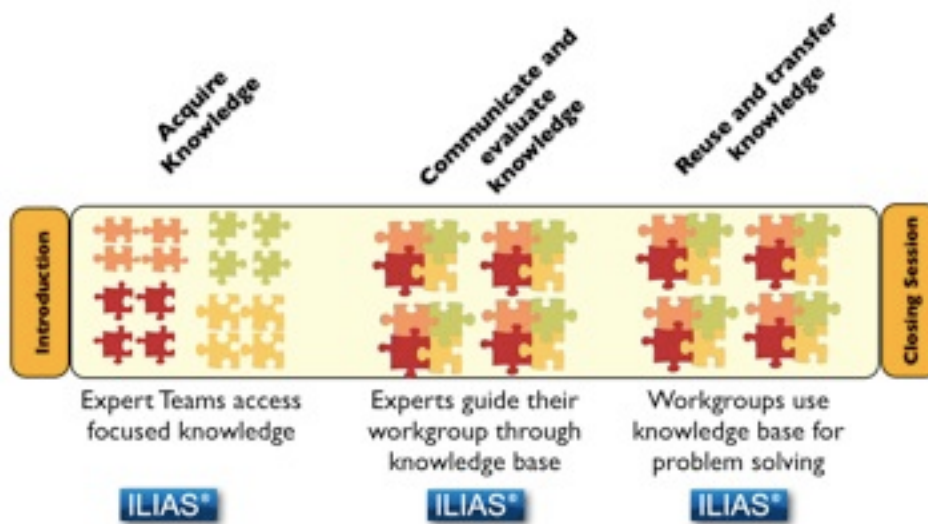 Acquire
Knowledge
Communicate and
evaluate
knowledge
Reuse and transfer
knowledge
Introduction
Closing Session
Expert Teams access
focused knowledge
Experts guide their
workgroup through
knowledge base
Workgroups use
knowledge base for
problem solving
ILIAS®
ILIAS®
ILIAS®